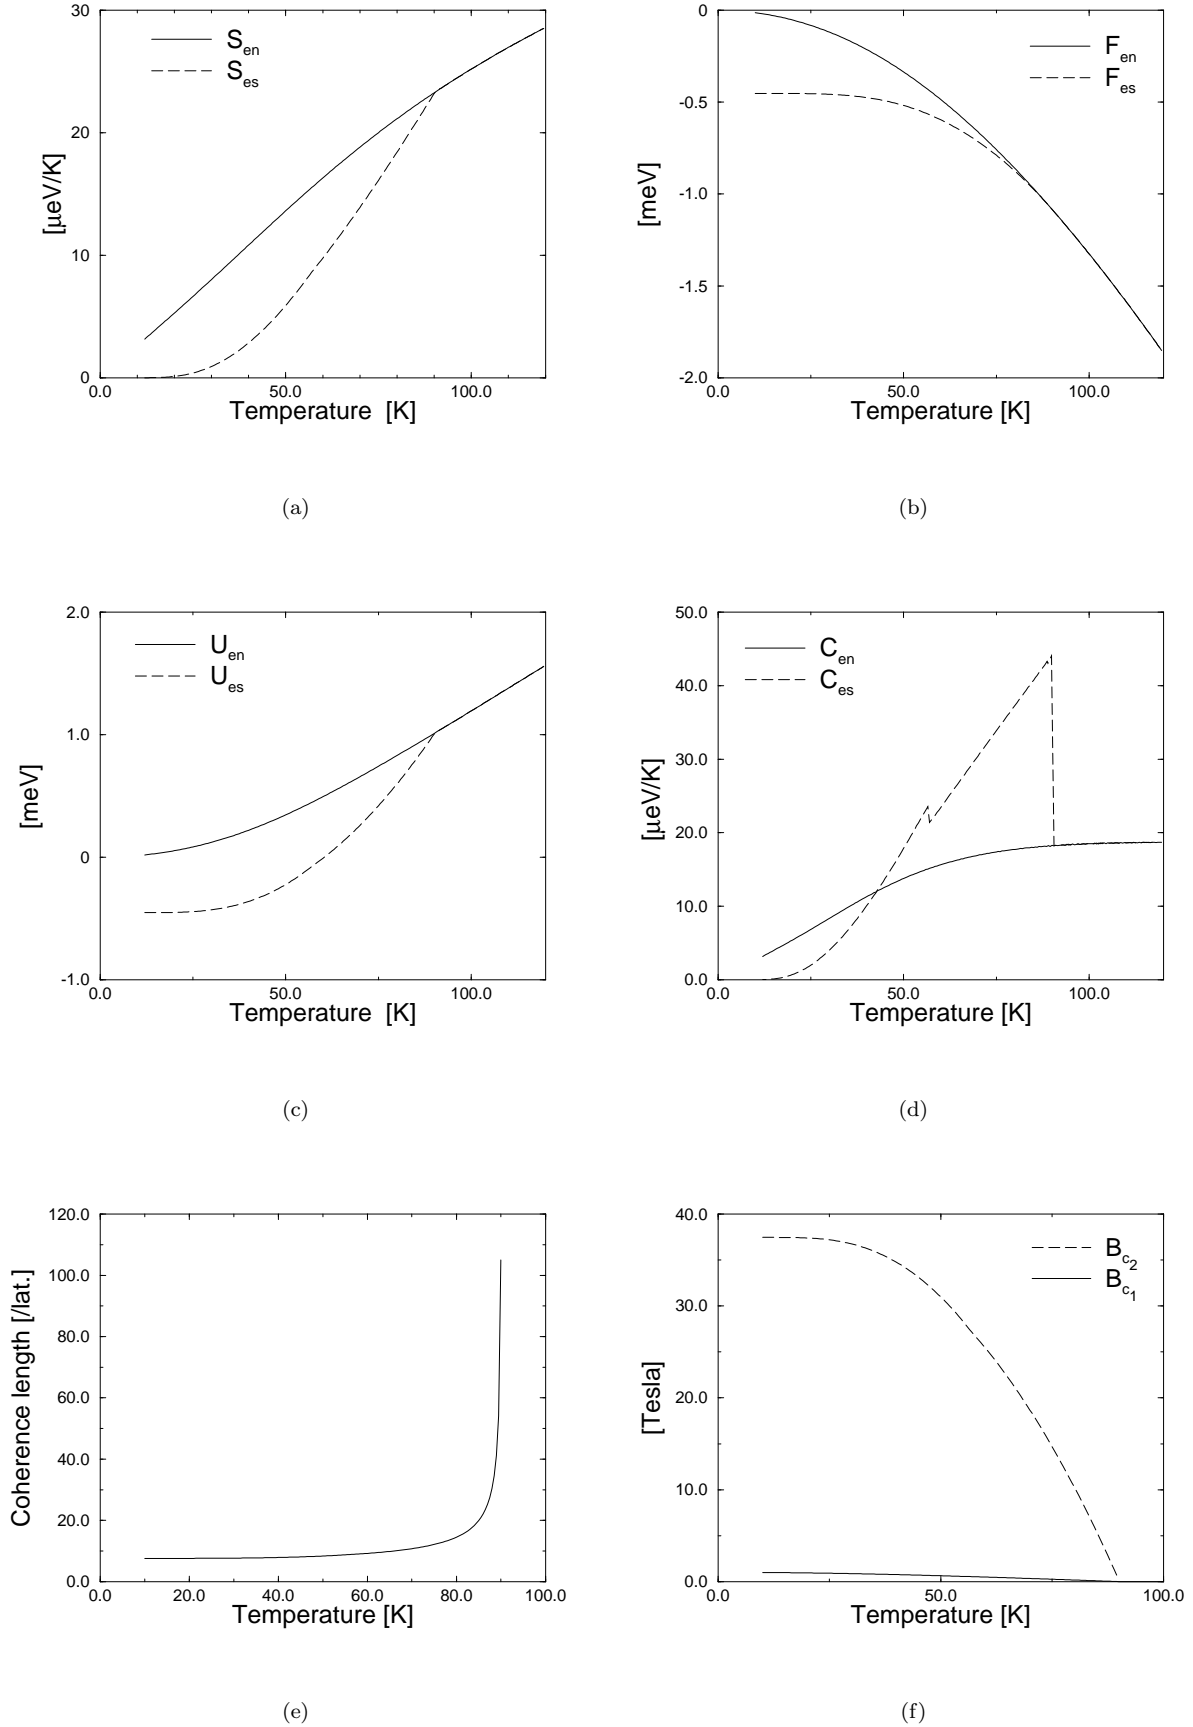 30
20
10
0
[μeV/K]
S_en
S_es
0.0 50.0 100.0
Temperature [K]
(a)
0
-0.5
-1.0
-1.5
-2.0
[meV]
F_en
F_es
0.0 50.0 100.0
Temperature [K]
(b)
2.0
1.0
0
-1.0
[meV]
U_en
U_es
0.0 50.0 100.0
Temperature [K]
(c)
50.0
40.0
30.0
20.0
10.0
0.0
[μeV/K]
C_en
C_es
0.0 50.0 100.0
Temperature [K]
(d)
120.0
100.0
80.0
60.0
40.0
20.0
0.0
Coherence length [/lat.]
0.0 20.0 40.0 60.0 80.0 100.0
Temperature [K]
(e)
40.0
30.0
20.0
10.0
0.0
[Tesla]
B_c_2
B_c_1
0.0 50.0 100.0
Temperature [K]
(f)